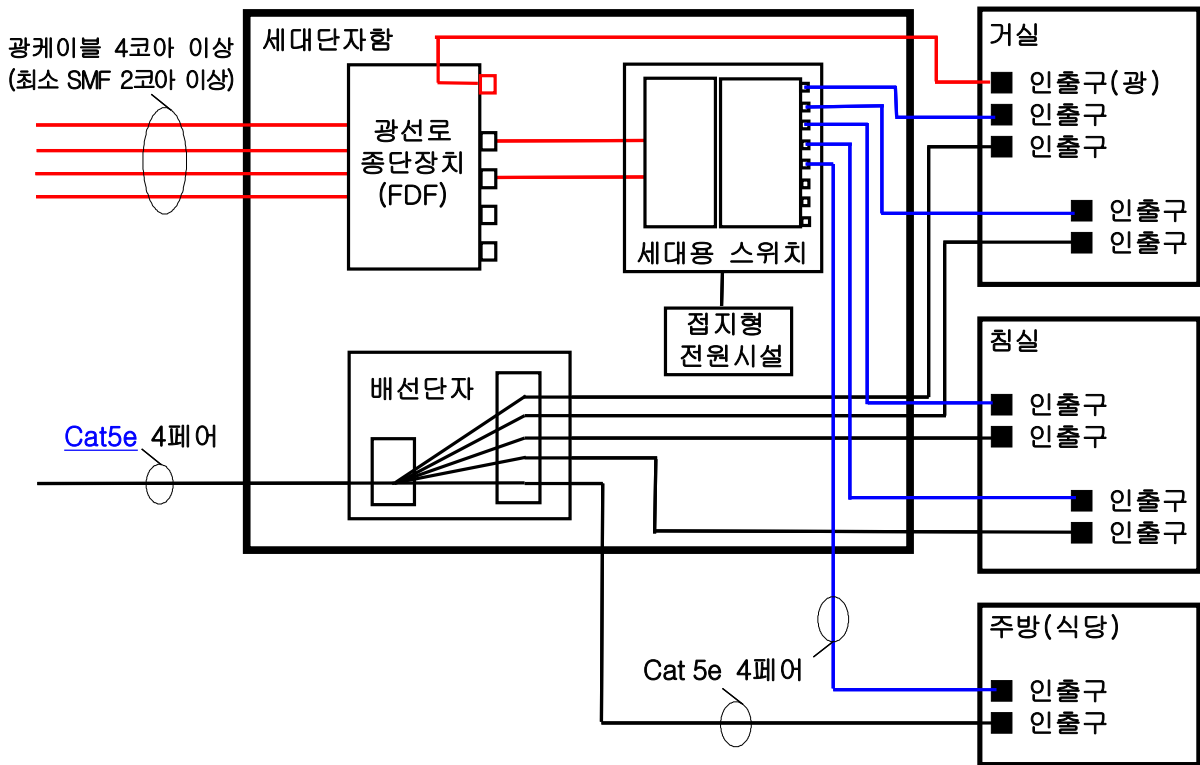 광케이블 4코아 이상
(최소 SMF 2코아 이상)
세대단자함
광선로
종단장치
(FDF)
세대용 스위치
접지형
전원시설
배선단자
Cat5e 4페어
Cat 5e 4페어
거실
인출구(광)
인출구
인출구
인출구
인출구
침실
인출구
인출구
인출구
인출구
주방(식당)
인출구
인출구